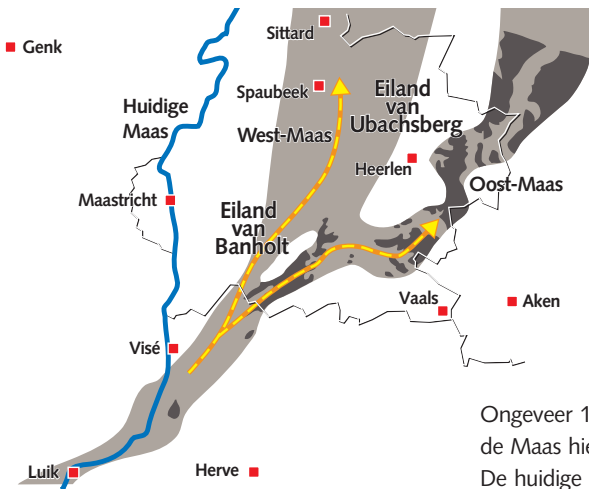 Sittard
Genk
Spaubeek
Huidige
Maas
Eiland
van
Ubachsberg
West-Maas
Heerlen
Oost-Maas
Maastricht
Eiland
van
Banholt
Vaals
Aken
Visé
Ongeveer 1
de Maas hie
De huidige
Luik
Herve